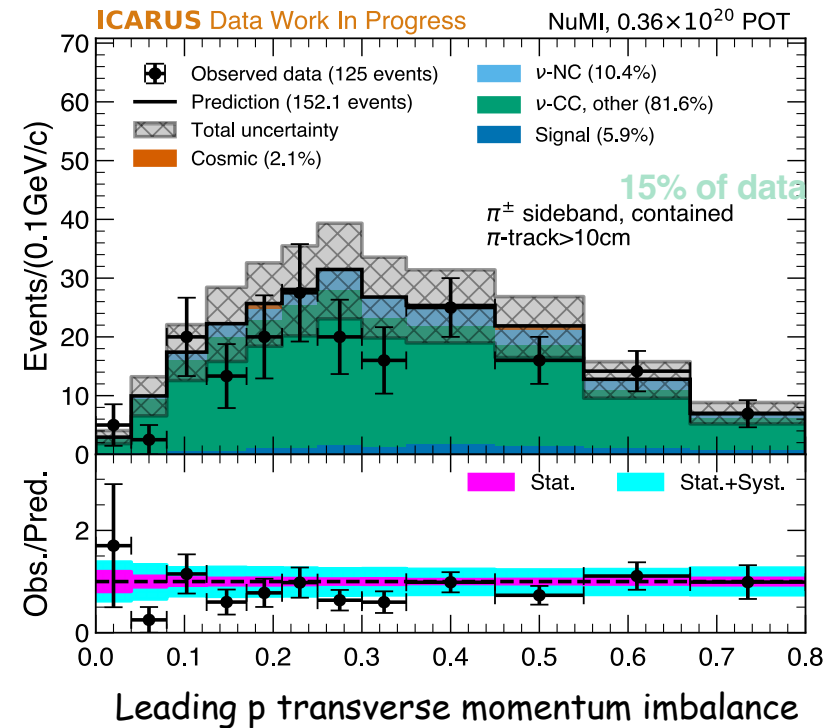 ICARUS Data Work In Progress
NuMI, 0.36×10²⁰ POT
Observed data (125 events)
Prediction (152.1 events)
Total uncertainty
Cosmic (2.1%)
ν-NC (10.4%)
ν-CC, other (81.6%)
Signal (5.9%)
15% of data
π± sideband, contained
π-track>10cm
Events/(0.1GeV/c)
70
60
50
40
30
20
10
0
Stat.
Stat.+Syst.
Obs./Pred.
2
0
0.0 0.1 0.2 0.3 0.4 0.5 0.6 0.7 0.8
Leading p transverse momentum imbalance